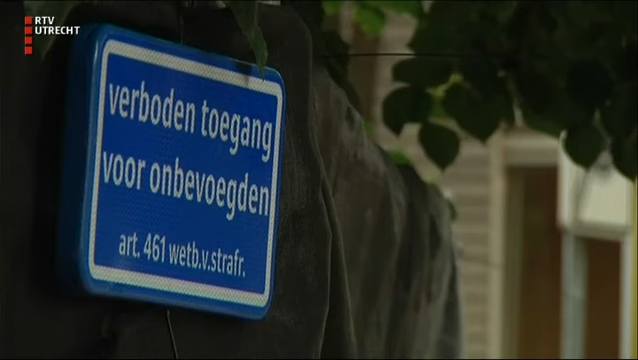 RTV
UTRECHT
verboden toegang
voor onbevoegden
art. 461 wetb.v.strafr.